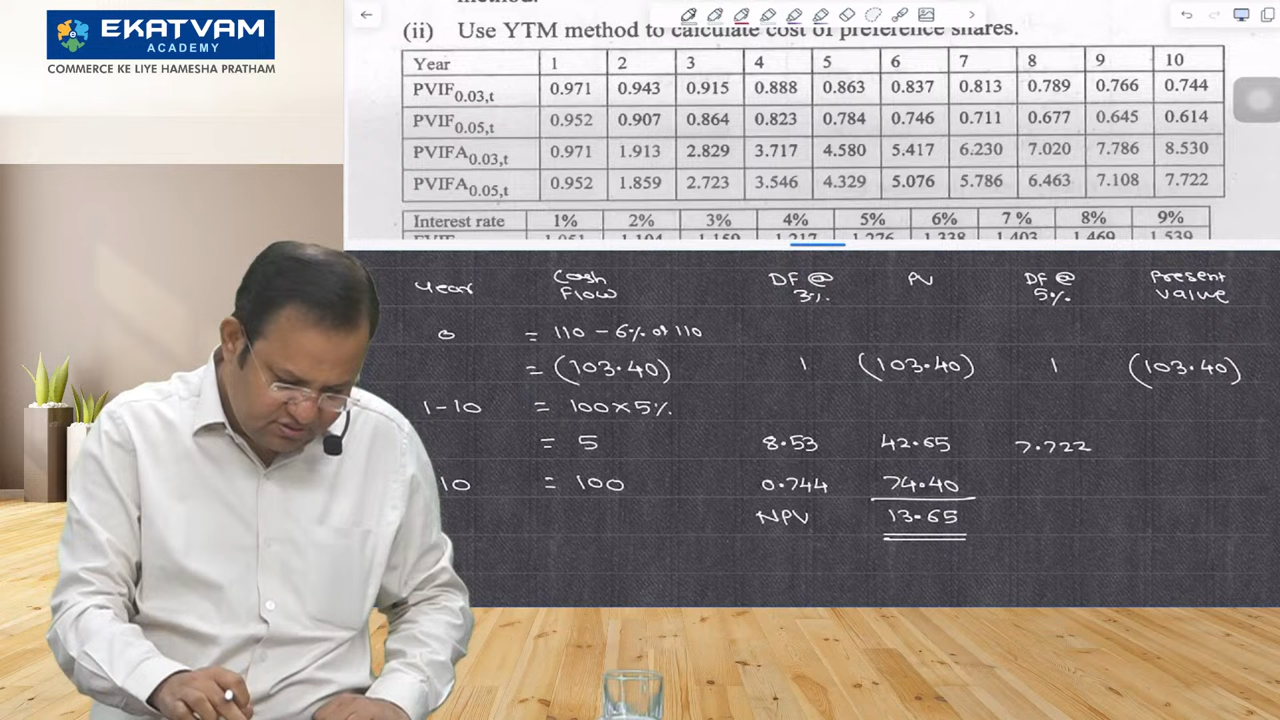 EKATVAM
ACADEMY
COMMERCE KE LIYE HAMESHA PRATHAM
(ii) Use YTM method to calculate cost of preference shares.
Year 1 2 3 4 5 6 7 8 9 10
PVIF0.03,t 0.971 0.943 0.915 0.888 0.863 0.837 0.813 0.789 0.766 0.744
PVIF0.05,t 0.952 0.907 0.864 0.823 0.784 0.746 0.711 0.677 0.645 0.614
PVIFA0.03,t 0.971 1.913 2.829 3.717 4.580 5.417 6.230 7.020 7.786 8.530
PVIFA0.05,t 0.952 1.859 2.723 3.546 4.329 5.076 5.786 6.463 7.108 7.722
Interest rate 1% 2% 3% 4% 5% 6% 7 % 8% 9%
Year Cash Flow DF @ 3%. PV DF @ 5%. Present value
0 = 110 - 6% of 110
= (103.40) 1 (103.40) 1 (103.40)
1-10 = 100 x 5%.
= 5 8.53 42.65 7.722
10 = 100 0.744 74.40
NPV 13.65